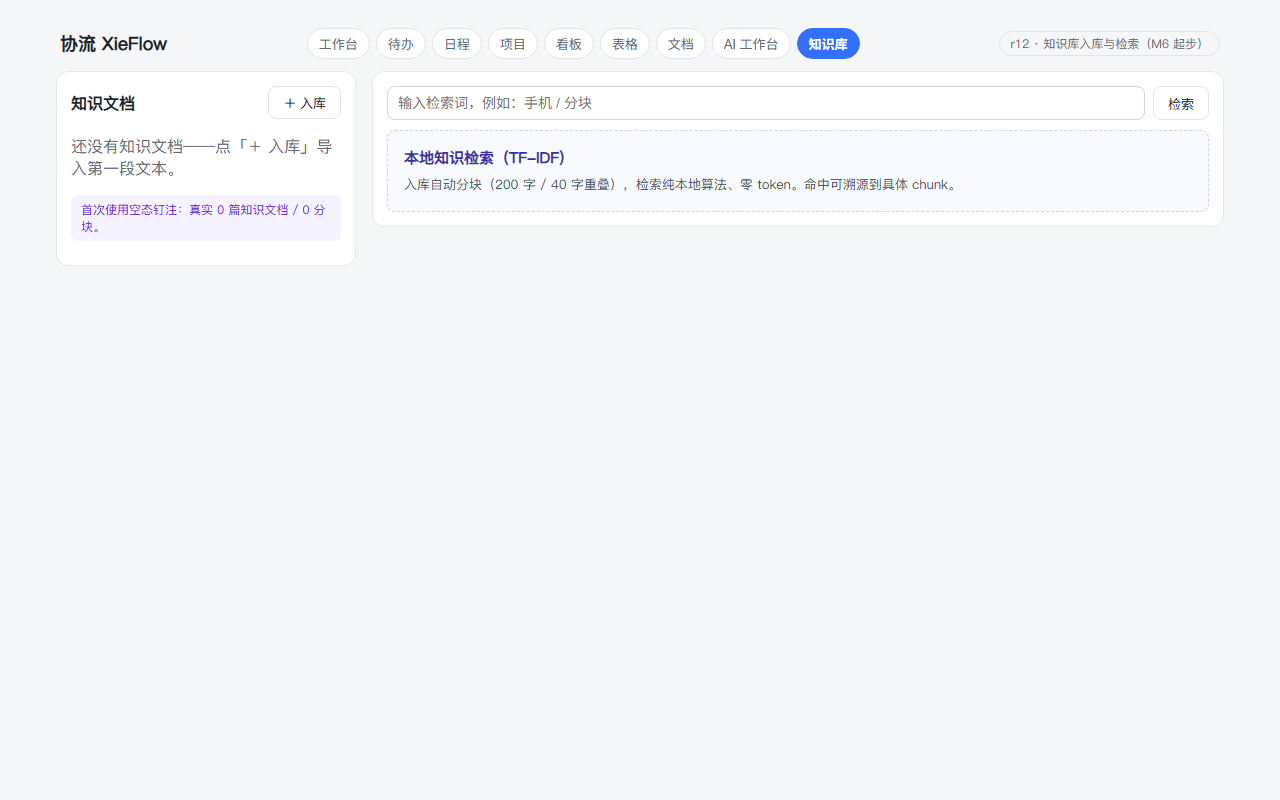 协流 XieFlow
工作台
待办
日程
项目
看板
表格
文档
AI 工作台
知识库
r12 · 知识库入库与检索（M6 起步）
知识文档
＋ 入库
还没有知识文档——点「＋ 入库」导
入第一段文本。
首次使用空态钉注：真实 0 篇知识文档 / 0 分
块。
输入检索词，例如：手机 / 分块
检索
本地知识检索（TF-IDF）
入库自动分块（200 字 / 40 字重叠），检索纯本地算法、零 token。命中可溯源到具体 chunk。